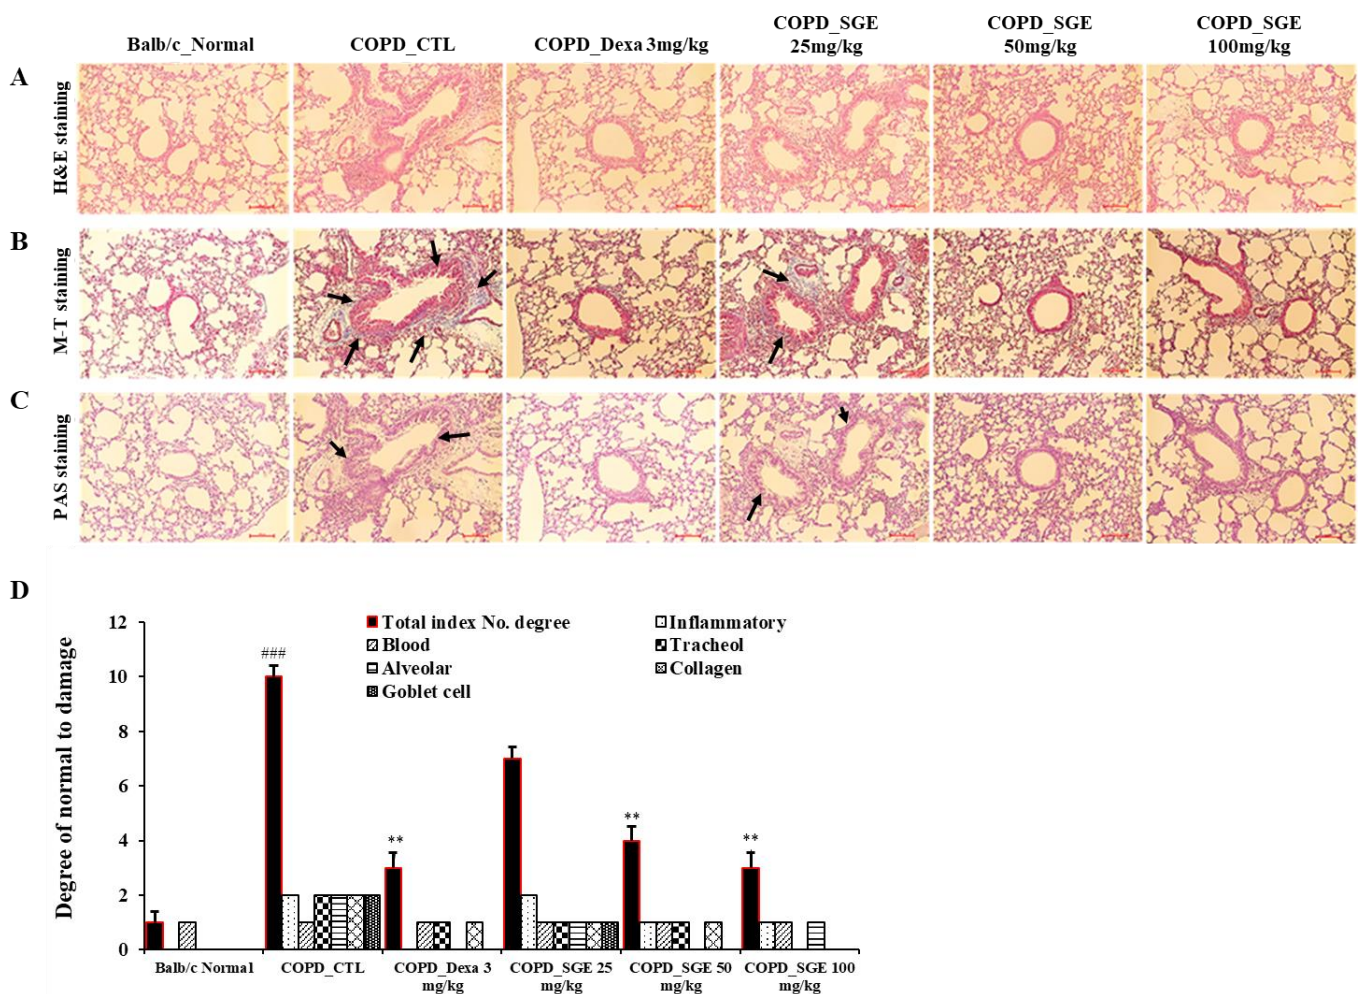 Balb/c_Normal
COPD_CTL
COPD_Dexa 3mg/kg
COPD_SGE
25mg/kg
COPD_SGE
50mg/kg
COPD_SGE
100mg/kg
A
H&E staining
B
M-T staining
C
PAS staining
D
Degree of normal to damage
12
10
8
6
4
2
0
Total index No. degree
Inflammatory
Blood
Tracheol
Alveolar
Collagen
Goblet cell
###
**
**
**
Balb/c Normal
COPD_CTL
COPD_Dexa 3
mg/kg
COPD_SGE 25
mg/kg
COPD_SGE 50
mg/kg
COPD_SGE 100
mg/kg